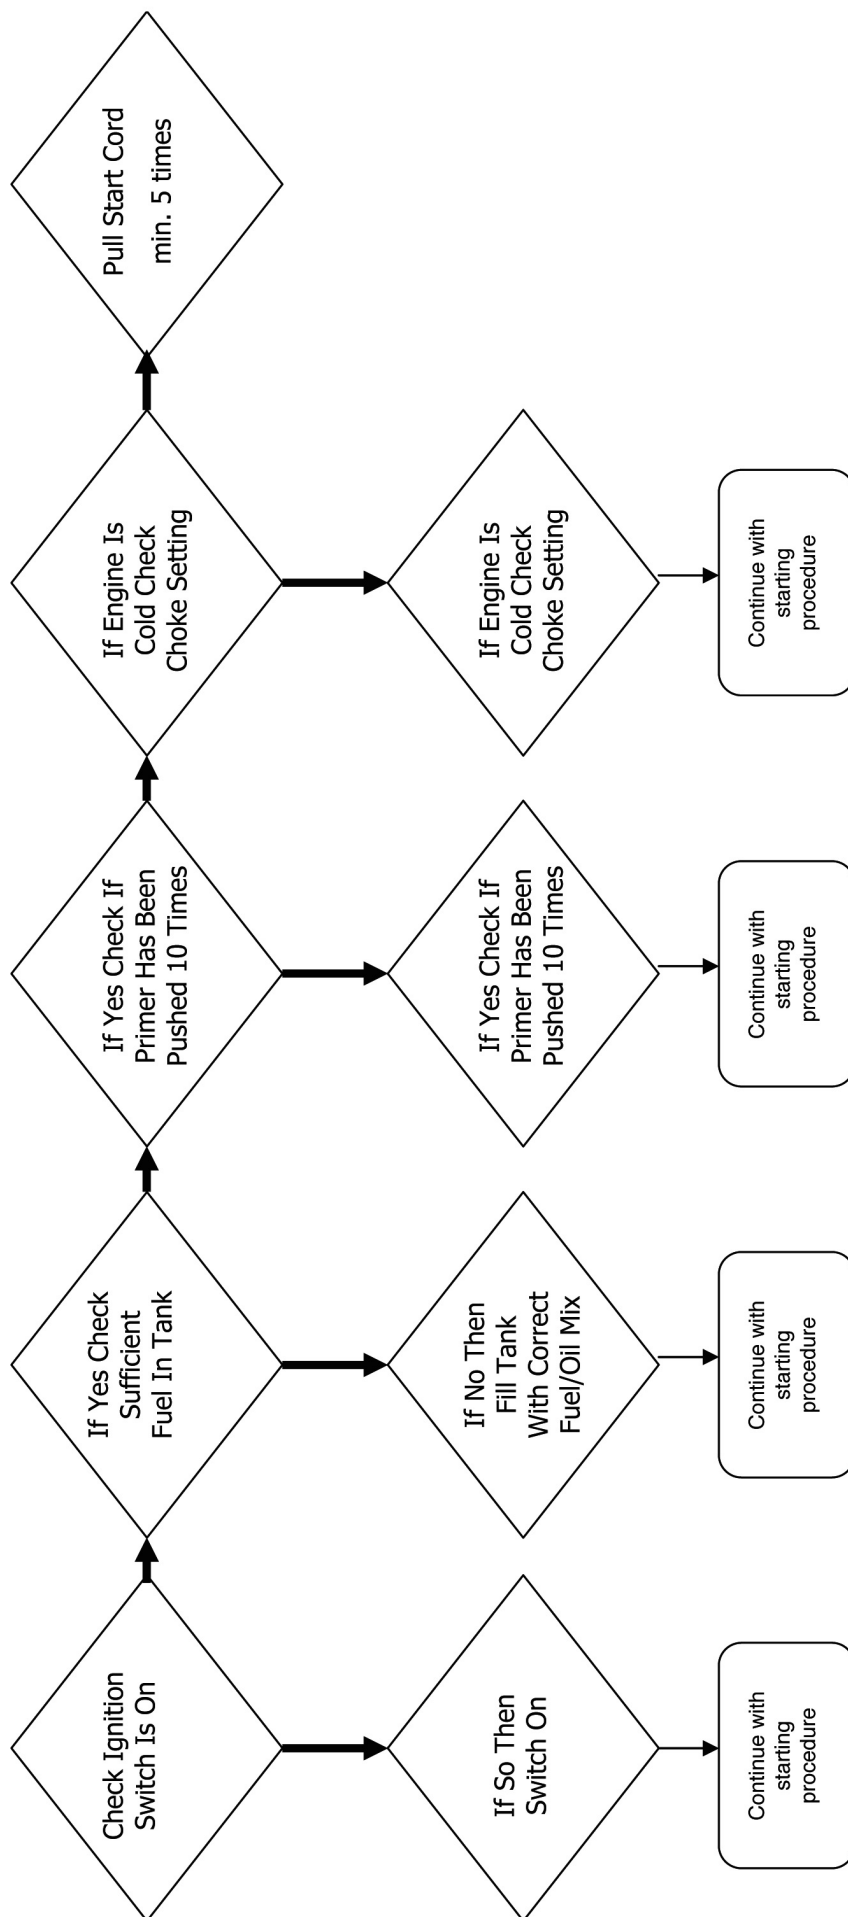 Check Ignition
Switch Is On
If Yes Check
Sufficient
Fuel In Tank
If Yes Check If
Primer Has Been
Pushed 10 Times
If Engine Is
Cold Check
Choke Setting
Pull Start Cord
min. 5 times
If So Then
Switch On
If No Then
Fill Tank
With Correct
Fuel/Oil Mix
If Yes Check If
Primer Has Been
Pushed 10 Times
If Engine Is
Cold Check
Choke Setting
Continue with
starting
procedure
Continue with
starting
procedure
Continue with
starting
procedure
Continue with
starting
procedure